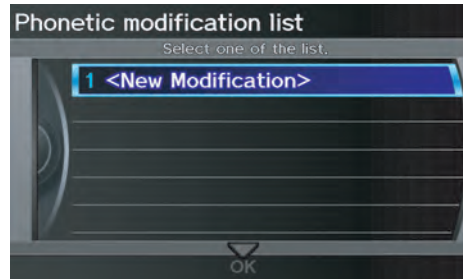 Phonetic modification list
Select one of the list.
1 <New Modification>
OK